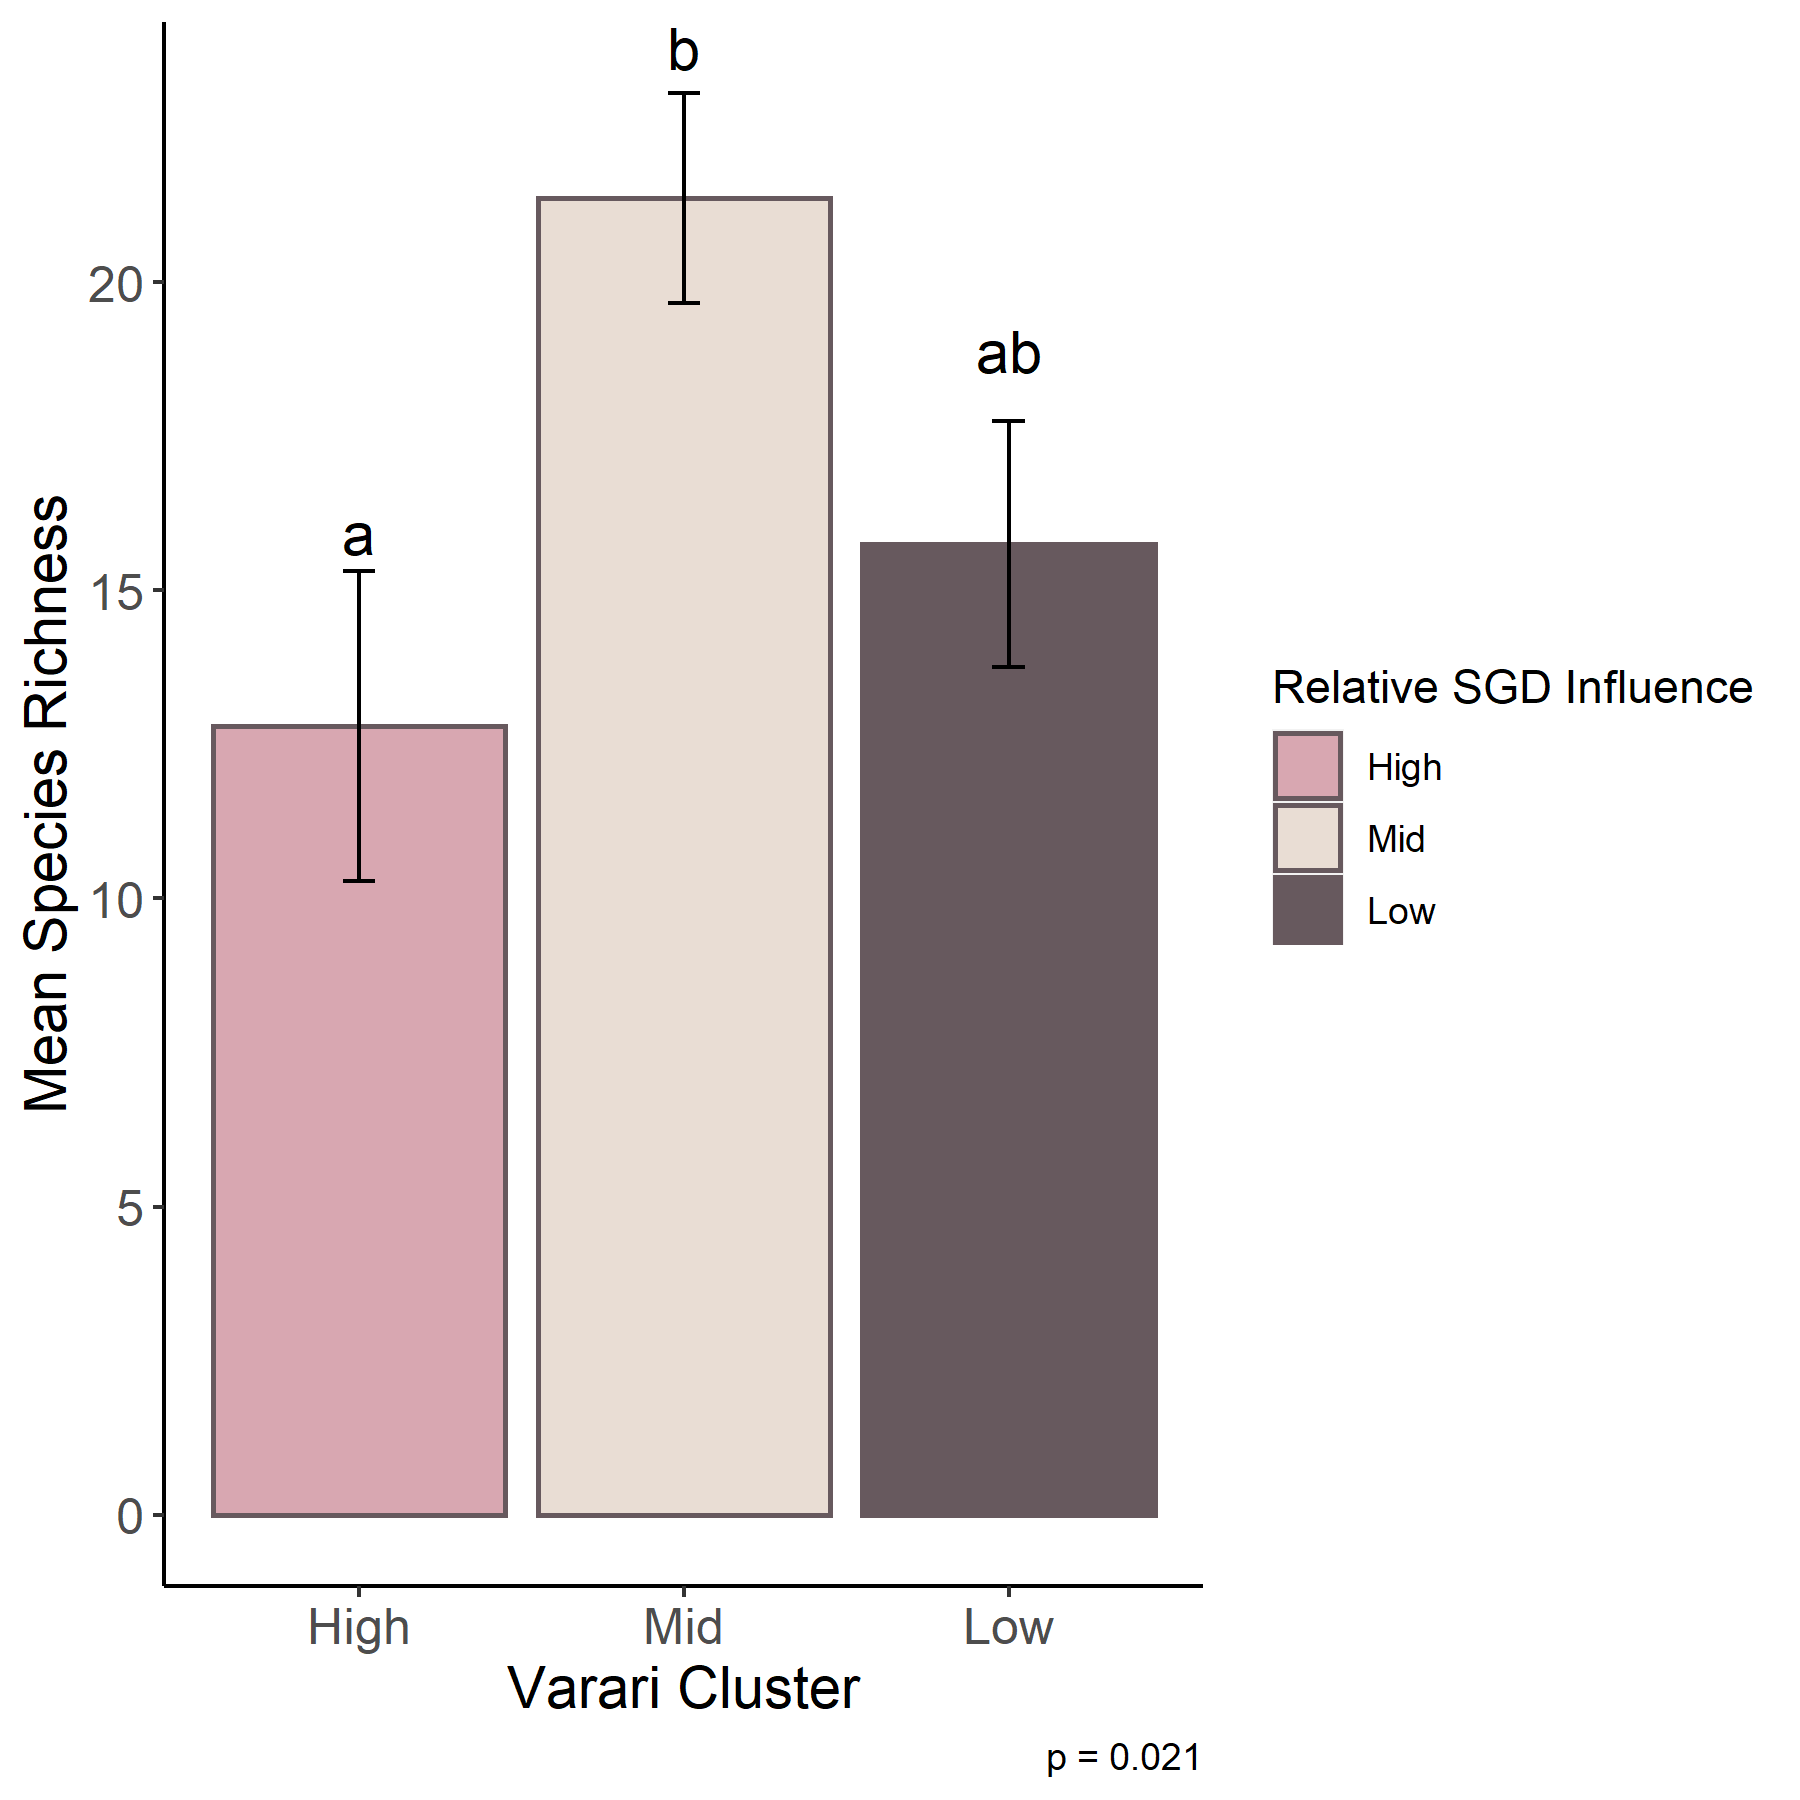 b
ab
a
20
15
10
5
0
Mean Species Richness
High
Mid
Low
Varari Cluster
p = 0.021
Relative SGD Influence
High
Mid
Low